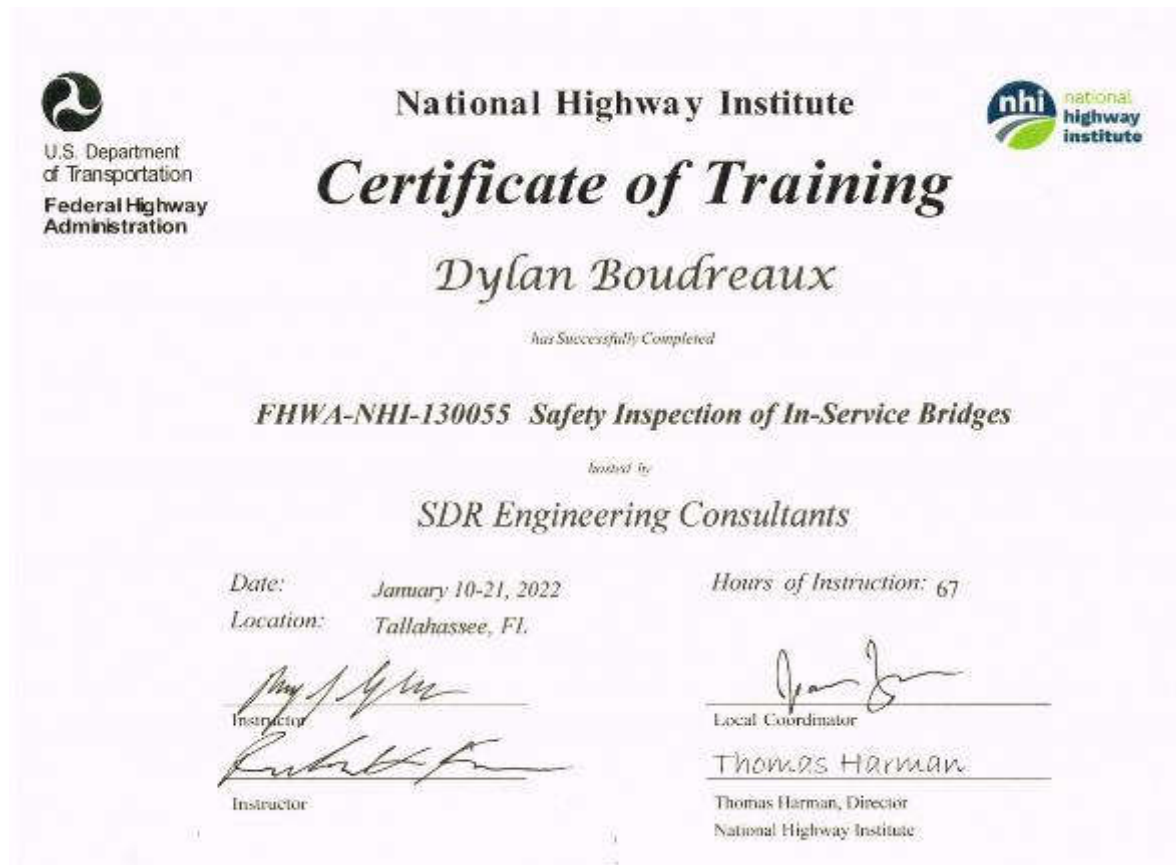 National Highway Institute
nhi national
highway
institute
U.S. Department
of Transportation
Federal Highway
Administration
Certificate of Training
Dylan Boudreaux
has Successfully Completed
FHWA-NHI-130055 Safety Inspection of In-Service Bridges
hosted by
SDR Engineering Consultants
Date: January 10-21, 2022
Hours of Instruction: 67
Location: Tallahassee, FL
Instructor
Local Coordinator
Thomas Harman
Instructor
Thomas Harman, Director
National Highway Institute